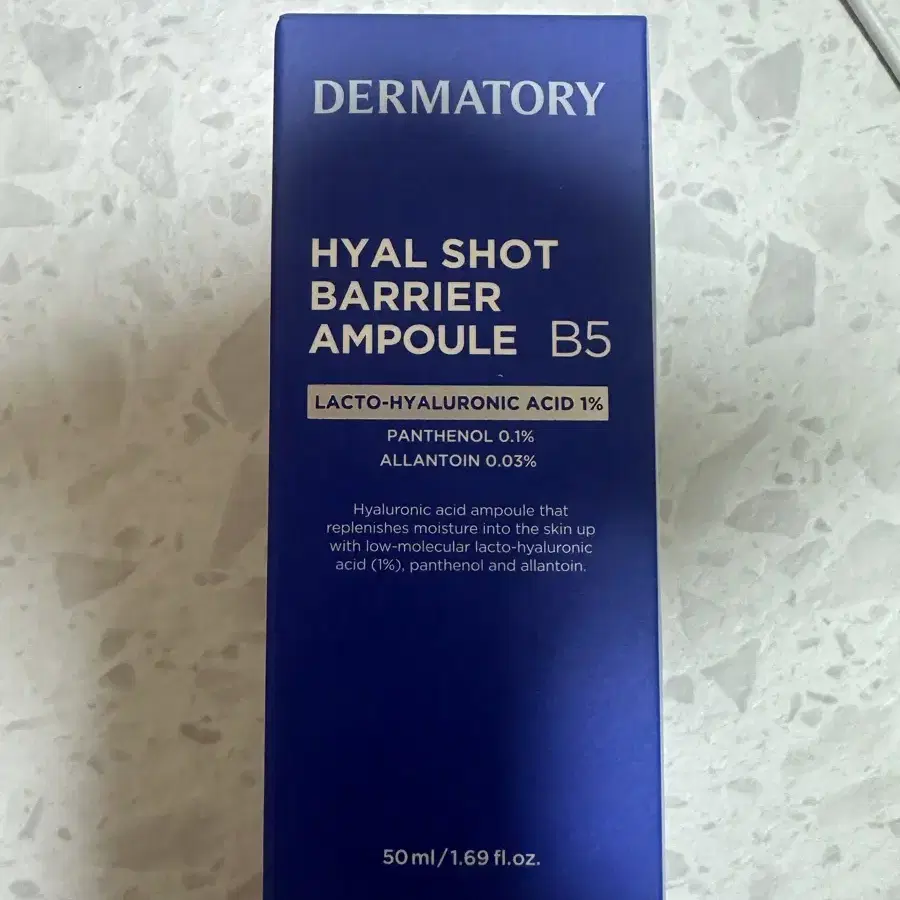 DERMATORY
HYAL SHOT
BARRIER
AMPOULE B5
LACTO-HYALURONIC ACID 1%
PANTHENOL 0.1%
ALLANTOIN 0.03%
Hyaluronic acid ampoule that
replenishes moisture into the skin up
with low-molecular lacto-hyaluronic
acid (1%), panthenol and allantoin.
50ml/1.69 fl.oz.